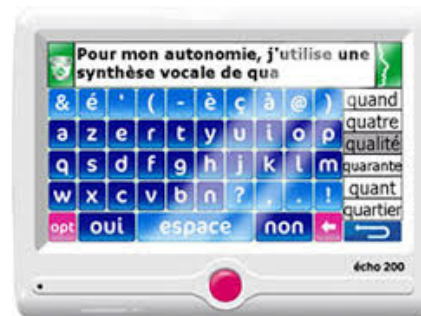 Pour mon autonomie, j'utilise une
synthèse vocale de qua
& é ' ( - è ç à @ )
quand
a z e r t y u i o p
quatre
qualité
q s d f g h j k l m
quarante
w x c v b n ? , . !
quant
quartier
opt oui espace non
écho 200